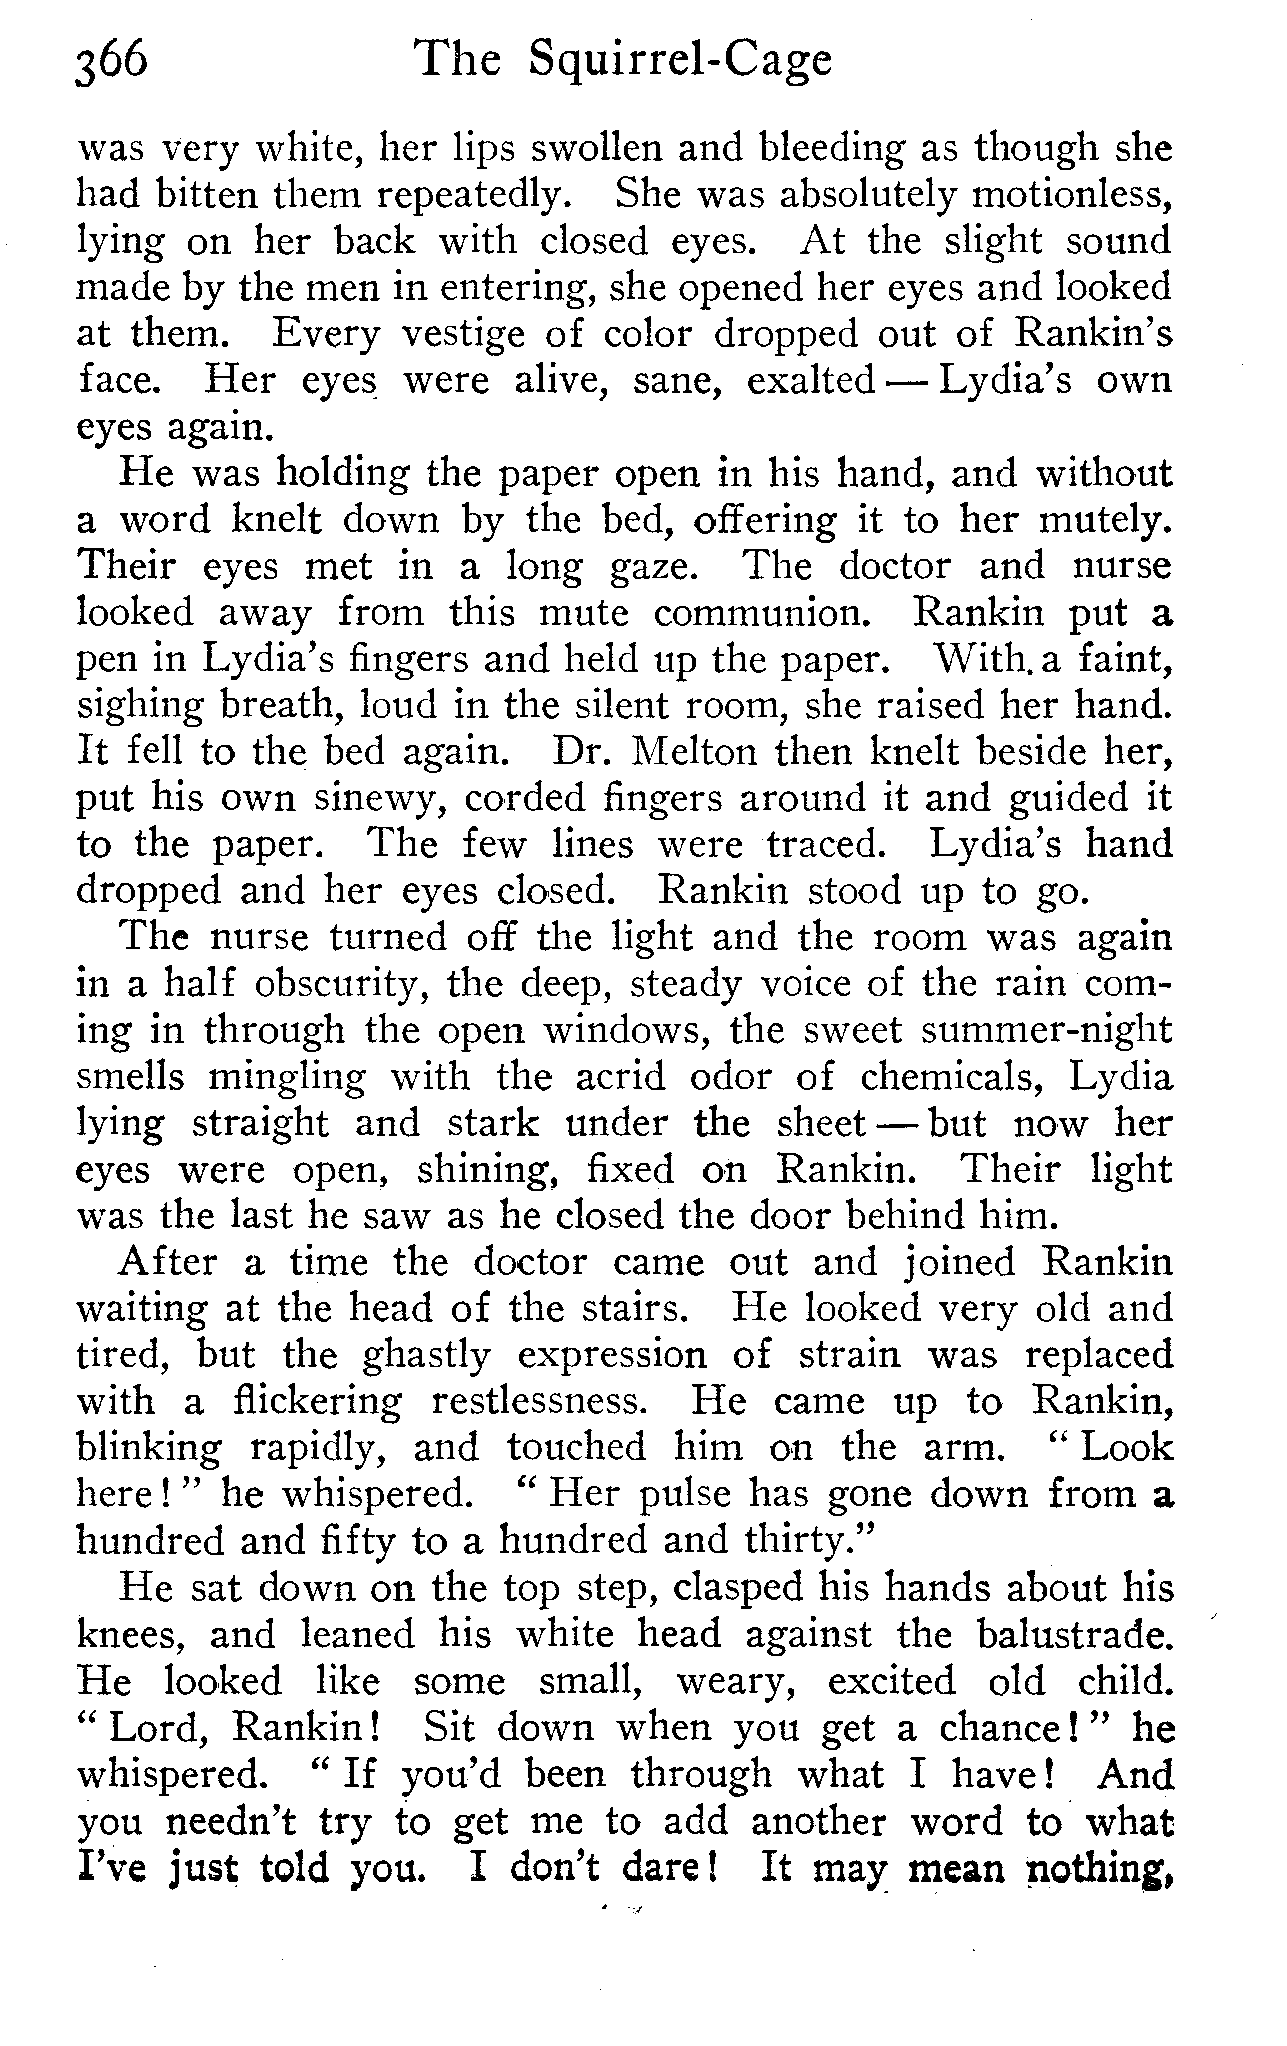 366 The Squirrel-Cage
was very white, her lips swollen and bleeding as though she
had bitten them repeatedly. She was absolutely motionless,
lying on her back with closed eyes. At the slight sound
made by the men in entering, she opened her eyes and looked
at them. Every vestige of color dropped out of Rankin's
face. Her eyes were alive, sane, exalted — Lydia's own
eyes again.
He was holding the paper open in his hand, and without
a word knelt down by the bed, offering it to her mutely.
Their eyes met in a long gaze. The doctor and nurse
looked away from this mute communion. Rankin put a
pen in Lydia's fingers and held up the paper. With a faint,
sighing breath, loud in the silent room, she raised her hand.
It fell to the bed again. Dr. Melton then knelt beside her,
put his own sinewy, corded fingers around it and guided it
to the paper. The few lines were traced. Lydia's hand
dropped and her eyes closed. Rankin stood up to go.
The nurse turned off the light and the room was again
in a half obscurity, the deep, steady voice of the rain com-
ing in through the open windows, the sweet summer-night
smells mingling with the acrid odor of chemicals, Lydia
lying straight and stark under the sheet — but now her
eyes were open, shining, fixed on Rankin. Their light
was the last he saw as he closed the door behind him.
After a time the doctor came out and joined Rankin
waiting at the head of the stairs. He looked very old and
tired, but the ghastly expression of strain was replaced
with a flickering restlessness. He came up to Rankin,
blinking rapidly, and touched him on the arm. " Look
here ! " he whispered. " Her pulse has gone down from a
hundred and fifty to a hundred and thirty."
He sat down on the top step, clasped his hands about his
knees, and leaned his white head against the balustrade.
He looked like some small, weary, excited old child.
" Lord, Rankin ! Sit down when you get a chance ! " he
whispered. " If you'd been through what I have ! And
you needn't try to get me to add another word to what
I've just told you. I don't dare ! It may mean nothing,